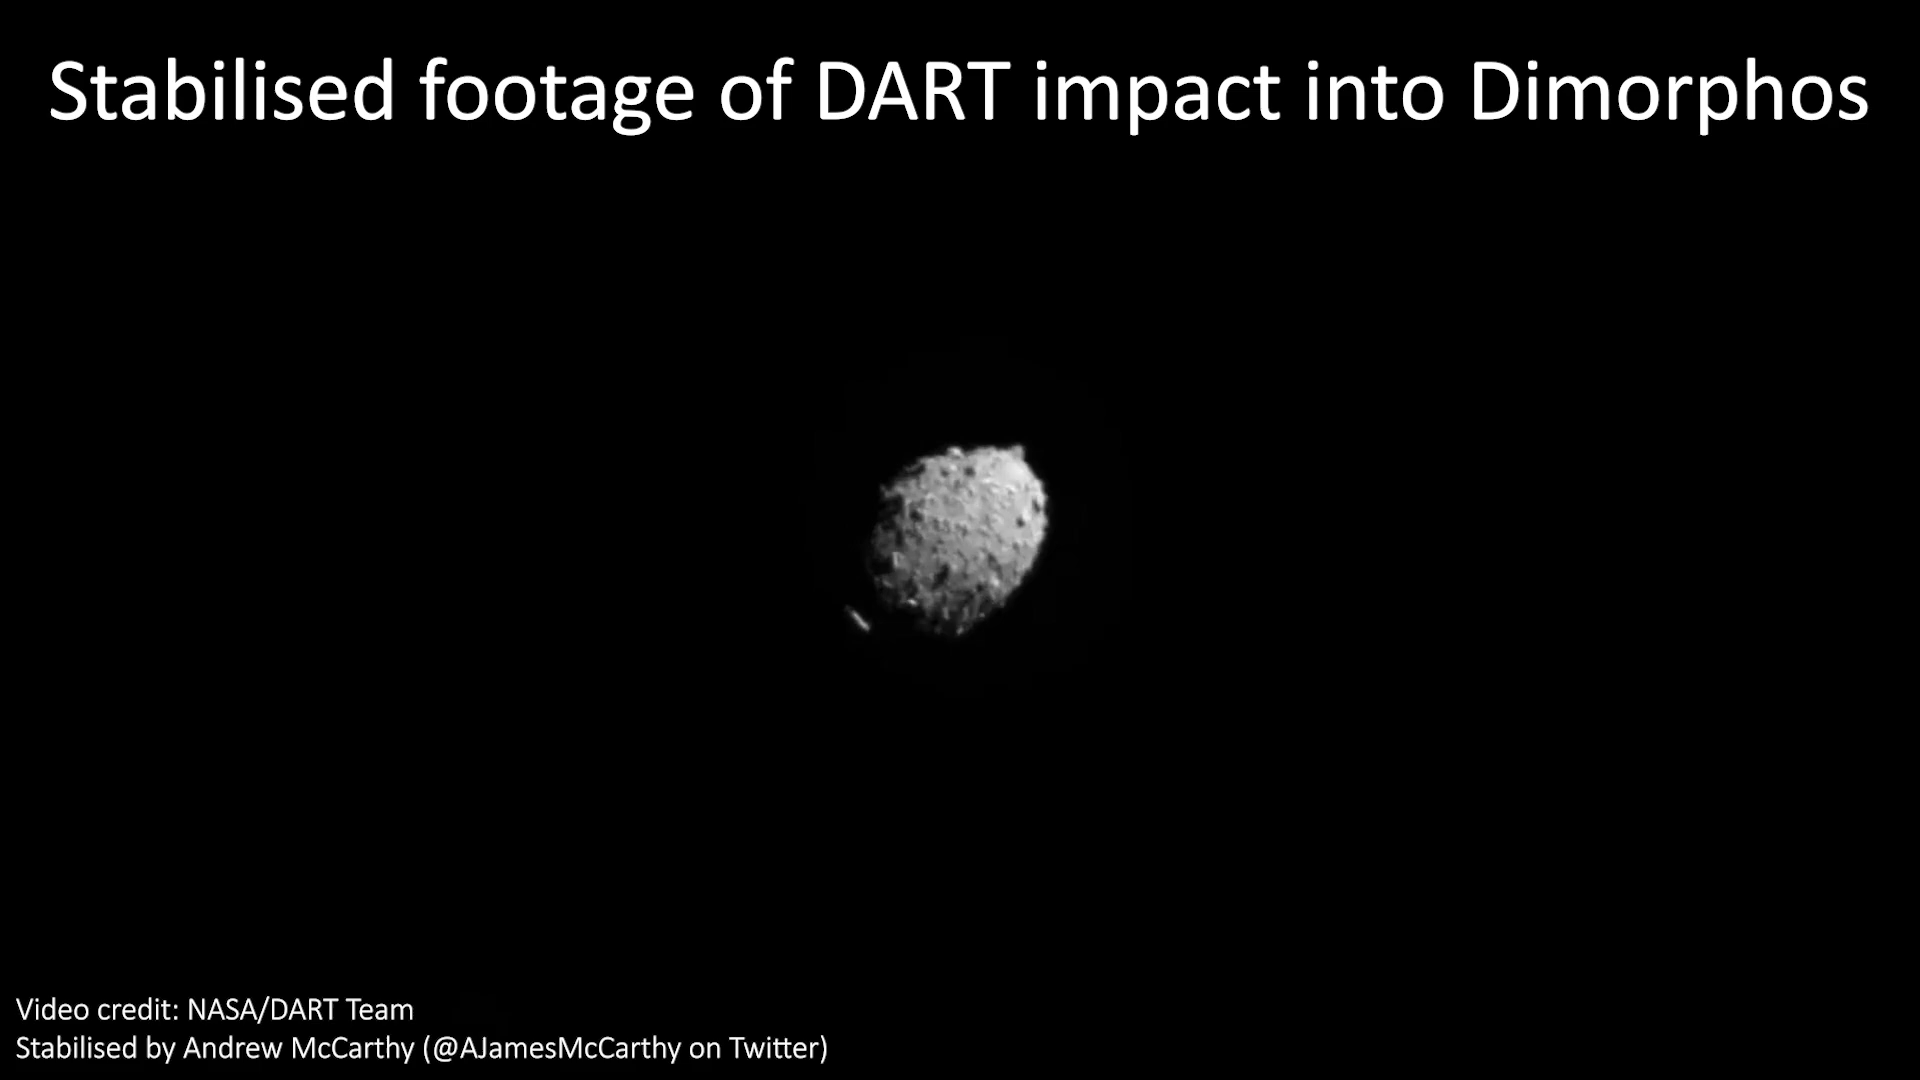 Stabilised footage of DART impact into Dimorphos
Video credit: NASA/DART Team
Stabilised by Andrew McCarthy (@AJamesMcCarthy on Twitter)